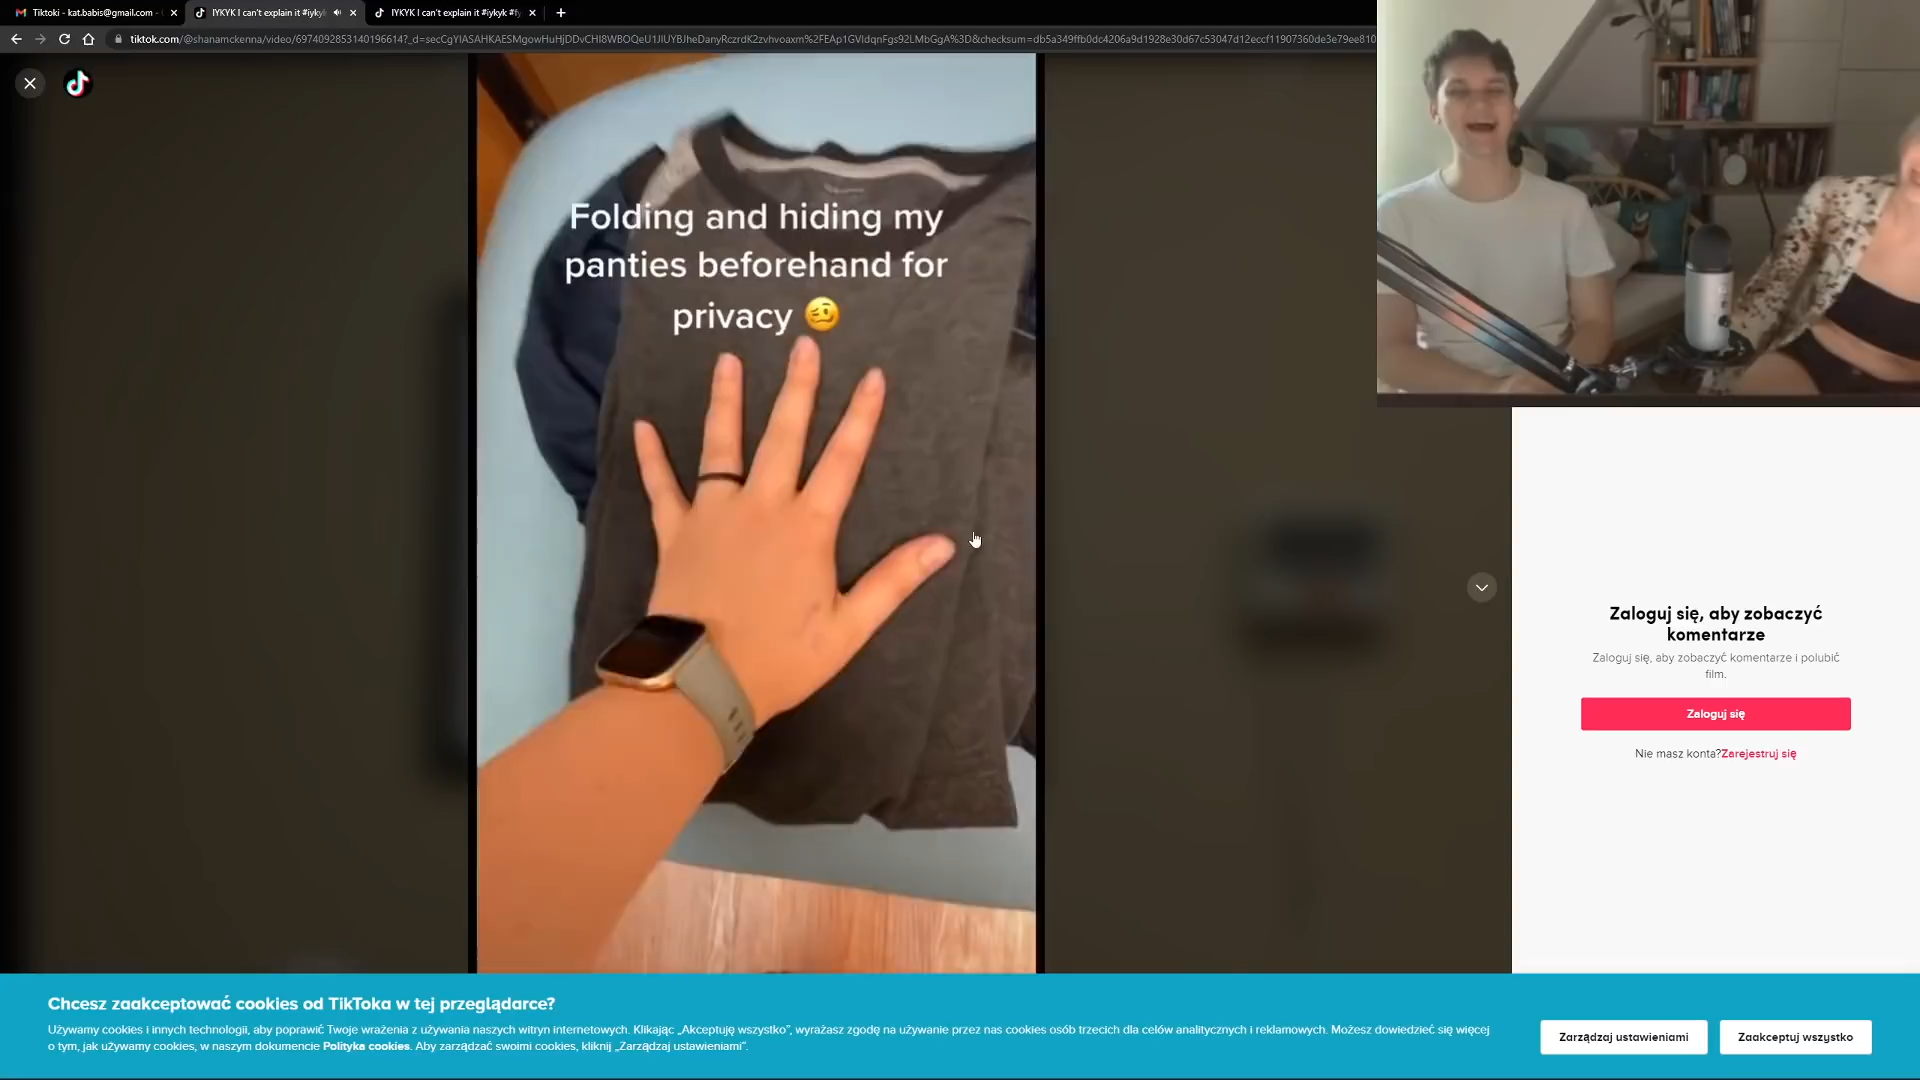 Tiktoki - kat.babis@gmail.com -
IYKYK I can't explain it #iykyk
IYKYK I can't explain it #iykyk #f
Folding and hiding my
panties beforehand for
privacy 🥴
Zaloguj się, aby zobaczyć
komentarze
Zaloguj się, aby zobaczyć komentarze i polubić
film.
Zaloguj się
Nie masz konta?Zarejestruj się
Chcesz zaakceptować cookies od TikToka w tej przeglądarce?
Używamy cookies i innych technologii, aby poprawić Twoje wrażenia z używania naszych witryn internetowych. Klikając „Akceptuję wszystko", wyrażasz zgodę na używanie przez nas cookies osób trzecich dla celów analitycznych i reklamowych. Możesz dowiedzieć się więcej
o tym, jak używamy cookies, w naszym dokumencie Polityka cookies. Aby zarządzać swoimi cookies, kliknij „Zarządzaj ustawieniami".
Zarządzaj ustawieniami
Zaakceptuj wszystko